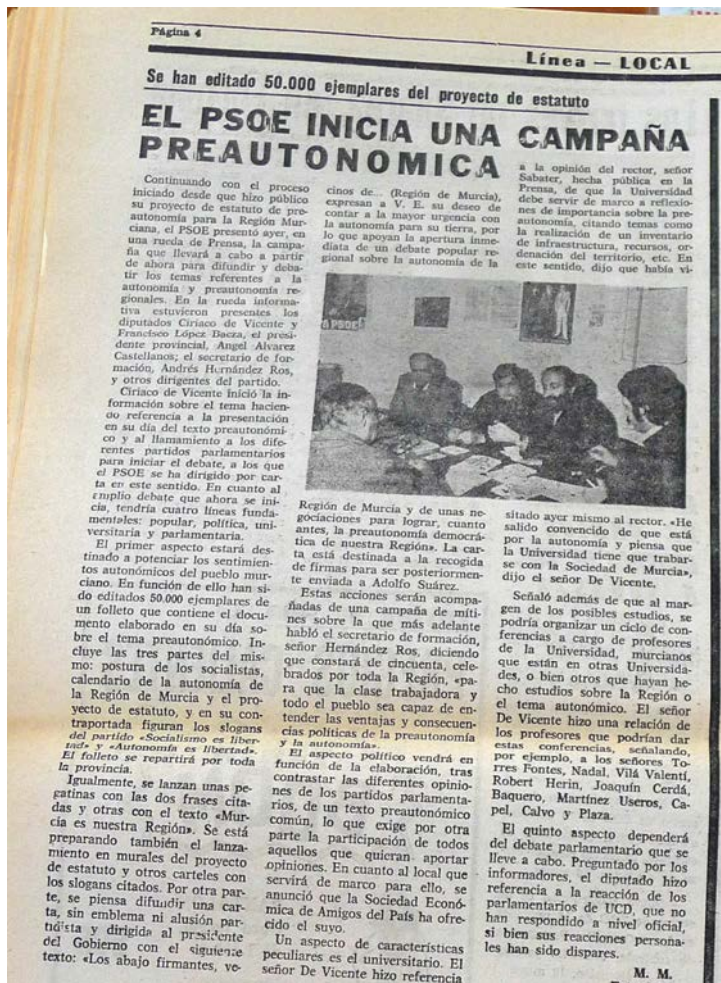 Página 4
Línea — LOCAL
Se han editado 50.000 ejemplares del proyecto de estatuto
EL PSOE INICIA UNA CAMPAÑA
PREAUTONOMICA
Continuando con el proceso
iniciado desde que hizo público
su proyecto de estatuto de pre-
autonomía para la Región Mur-
ciana, el PSOE presentó ayer, en
una rueda de Prensa, la campa-
ña que llevará a cabo a partir
de ahora para difundir y deba-
tir los temas referentes a la
autonomía y preautonomía re-
gionales. En la rueda informa-
tiva estuvieron presentes los
diputados Ciriaco de Vicente y
Francisco López Baeza, el presi-
dente provincial, Angel Alvarez
Castellanos; el secretario de for-
mación, Andrés Hernández Ros,
y otros dirigentes del partido.
Ciriaco de Vicente inició la in-
formación sobre el tema hacien-
do referencia a la presentación
en su día del texto preautonómi-
co y al llamamiento a los dife-
rentes partidos parlamentarios
para iniciar el debate, a los que
el PSOE se ha dirigido por car-
ta en este sentido. En cuanto al
amplio debate que ahora se ini-
cia, tendría cuatro líneas funda-
mentales: popular, política, uni-
versitaria y parlamentaria.
El primer aspecto estará des-
tinado a potenciar los sentimien-
tos autonómicos del pueblo mur-
ciano. En función de ello han si-
do editados 50.000 ejemplares de
un folleto que contiene el docu-
mento elaborado en su día so-
bre el tema preautonómico. In-
cluye las tres partes del mis-
mo: postura de los socialistas,
calendario de la autonomía de
la Región de Murcia y el pro-
yecto de estatuto, y en su con-
traportada figuran los slogans
del partido «Socialismo es liber-
tad» y «Autonomía es libertad».
El folleto se repartirá por toda
la provincia.
Igualmente, se lanzan unas pe-
gatinas con las dos frases cita-
das y otras con el texto «Mur-
cia es nuestra Región». Se está
preparando también el lanza-
miento en murales del proyecto
de estatuto y otros carteles con
los slogans citados. Por otra par-
te, se piensa difundir una car-
ta, sin emblema ni alusión par-
tidista y dirigida al presidente
del Gobierno con el siguiente
texto: «Los abajo firmantes, ve-
cinos de... (Región de Murcia),
expresan a V. E. su deseo de
contar a la mayor urgencia con
la autonomía para su tierra, por
lo que apoyan la apertura inme-
diata de un debate popular re-
gional sobre la autonomía de la
PSOE
Región de Murcia y de unas ne-
gociaciones para lograr, cuanto
antes, la preautonomía democrá-
tica de nuestra Región». La car-
ta está destinada a la recogida
de firmas para ser posteriormen-
te enviada a Adolfo Suárez.
Estas acciones serán acompa-
ñadas de una campaña de míti-
nes sobre la que más adelante
habló el secretario de formación,
señor Hernández Ros, diciendo
que constará de cincuenta, cele-
brados por toda la Región, «pa-
ra que la clase trabajadora y
todo el pueblo sea capaz de en-
tender las ventajas y consecuen-
cias políticas de la preautonomía
y la autonomía».
El aspecto político vendrá en
función de la elaboración, tras
contrastar las diferentes opinio-
nes de los partidos parlamenta-
rios, de un texto preautonómico
común, lo que exige por otra
parte la participación de todos
aquellos que quieran aportar
opiniones. En cuanto al local que
servirá de marco para ello, se
anunció que la Sociedad Econó-
mica de Amigos del País ha ofre-
cido el suyo.
Un aspecto de características
peculiares es el universitario. El
señor De Vicente hizo referencia
a la opinión del rector, señor
Sabater, hecha pública en la
Prensa, de que la Universidad
debe servir de marco a reflexio-
nes de importancia sobre la pre-
autonomía, citando temas como
la realización de un inventario
de infraestructura, recursos, or-
denación del territorio, etc. En
este sentido, dijo que había vi-
sitado ayer mismo al rector. «He
salido convencido de que está
por la autonomía y piensa que
la Universidad tiene que trabar-
se con la Sociedad de Murcia»,
dijo el señor De Vicente.
Señaló además de que al mar-
gen de los posibles estudios, se
podría organizar un ciclo de con-
ferencias a cargo de profesores
de la Universidad, murcianos
que están en otras Universida-
des, o bien otros que hayan he-
cho estudios sobre la Región o
el tema autonómico. El señor
De Vicente hizo una relación de
los profesores que podrían dar
estas conferencias, señalando,
por ejemplo, a los señores To-
rres Fontes, Nadal, Vilá Valentí,
Robert Herin, Joaquín Cerdá,
Baquero, Martínez Useros, Ca-
pel, Calvo y Plaza.
El quinto aspecto dependerá
del debate parlamentario que se
lleve a cabo. Preguntado por los
informadores, el diputado hizo
referencia a la reacción de los
parlamentarios de UCD, que no
han respondido a nivel oficial,
si bien sus reacciones persona-
les han sido dispares.
M. M.